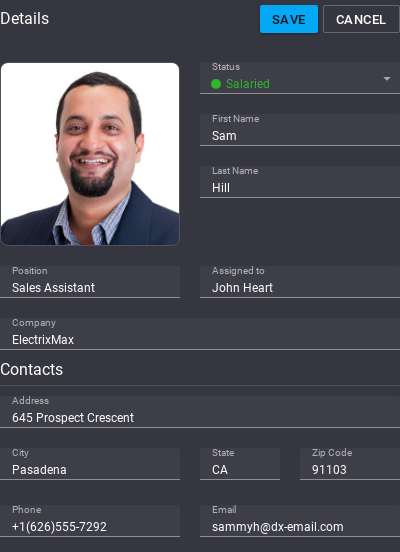 Details SAVE CANCEL
Status
Salaried
First Name
Sam
Last Name
Hill
Position
Sales Assistant
Assigned to
John Heart
Company
ElectrixMax
Contacts
Address
645 Prospect Crescent
City
Pasadena
State
CA
Zip Code
91103
Phone
+1(626)555-7292
Email
sammyh@dx-email.com